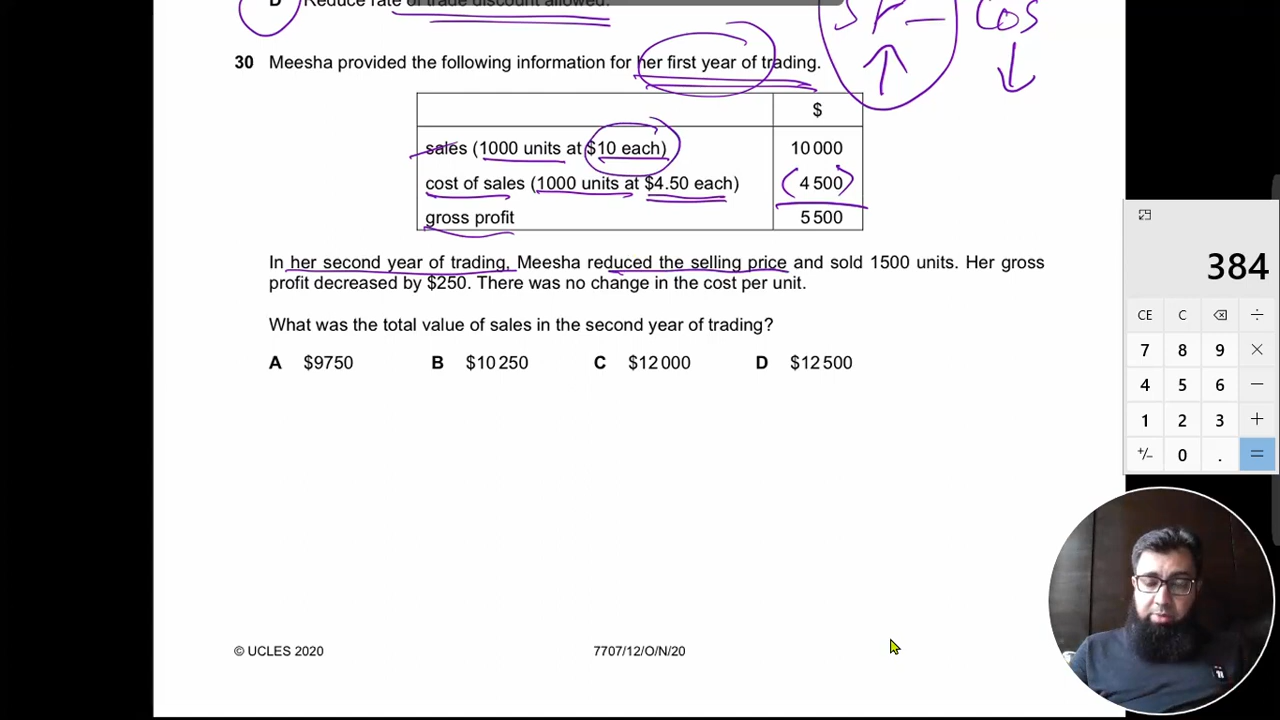 D Reduce rate of trade discount allowed.
SP - COS
30 Meesha provided the following information for her first year of trading.
$
sales (1000 units at $10 each) 10 000
cost of sales (1000 units at $4.50 each) (4 500)
gross profit 5 500
In her second year of trading, Meesha reduced the selling price and sold 1500 units. Her gross
profit decreased by $250. There was no change in the cost per unit.
What was the total value of sales in the second year of trading?
A $9750 B $10 250 C $12 000 D $12 500
© UCLES 2020 7707/12/O/N/20
384
CE C ⌫ ÷
7 8 9 ×
4 5 6 −
1 2 3 +
+/− 0 . =